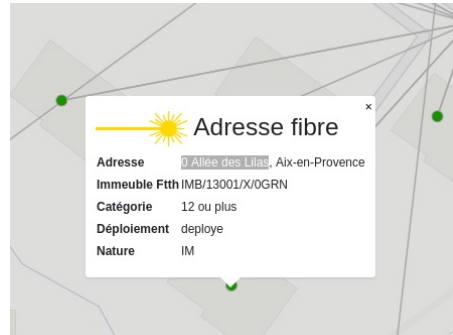 ×
Adresse fibre
Adresse 0 Allée des Lilas, Aix-en-Provence
Immeuble Ftth IMB/13001/X/0GRN
Catégorie 12 ou plus
Déploiement deploye
Nature IM